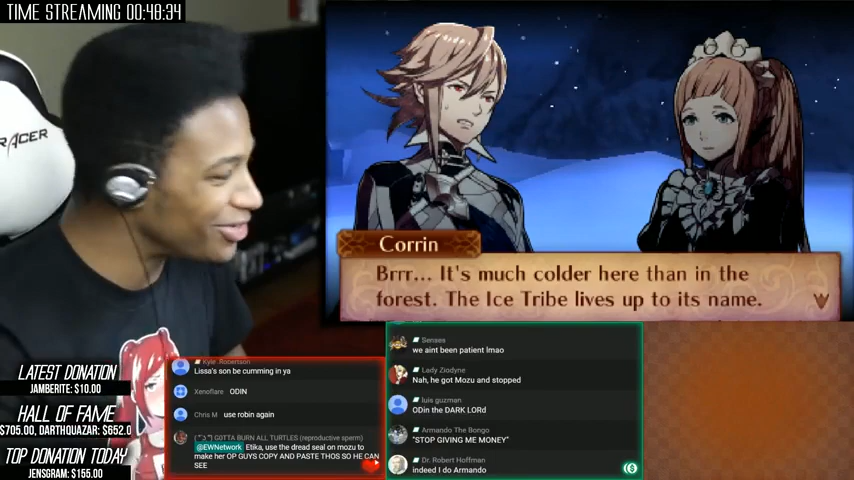 TIME STREAMING 00:48:34
RACER
Corrin
Brrr... It's much colder here than in the
forest. The Ice Tribe lives up to its name.
LATEST DONATION
JAMBERITE: $10.00
HALL OF FAME
$705.00, DARTHQUAZAR: $652.0
TOP DONATION TODAY
JENSGRAM: $155.00
Kyle Robertson
Lissa's son be cumming in ya
Xenoflare ODIN
Chris M use robin again
GOTTA BURN ALL TURTLES (reproductive sperm)
@EWNetwork Etika, use the dread seal on mozu to
make her OP GUYS COPY AND PASTE THOS SO HE CAN
SEE
Senses
we aint been patient lmao
Lady Ziodyne
Nah, he got Mozu and stopped
luis guzman
ODin the DARK LORd
Armando The Bongo
"STOP GIVING ME MONEY"
Dr. Robert Hoffman
indeed I do Armando